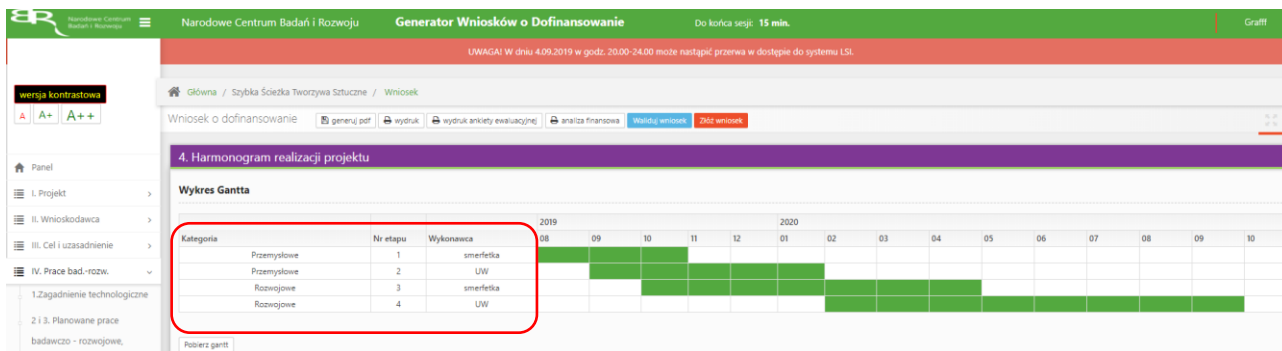 Narodowe Centrum
Badań i Rozwoju
Narodowe Centrum Badań i Rozwoju Generator Wniosków o Dofinansowanie Do końca sesji: 15 min. Grafff
UWAGA! W dniu 4.09.2019 w godz. 20.00-24.00 może nastąpić przerwa w dostępie do systemu LSI.
wersja kontrastowa
A A+ A++
Główna / Szybka Ścieżka Tworzywa Sztuczne / Wniosek
Wniosek o dofinansowanie generuj pdf wydruk wydruk ankiety ewaluacyjnej analiza finansowa Waliduj wniosek Złóż wniosek
Panel
I. Projekt
II. Wnioskodawca
III. Cel i uzasadnienie
IV. Prace bad.-rozw.
1.Zagadnienie technologiczne
2 i 3. Planowane prace
badawczo - rozwojowe,
4. Harmonogram realizacji projektu
Wykres Gantta
2019 2020
Kategoria Nr etapu Wykonawca 08 09 10 11 12 01 02 03 04 05 06 07 08 09 10
Przemysłowe 1 smerfetka
Przemysłowe 2 UW
Rozwojowe 3 smerfetka
Rozwojowe 4 UW
Pobierz gantt